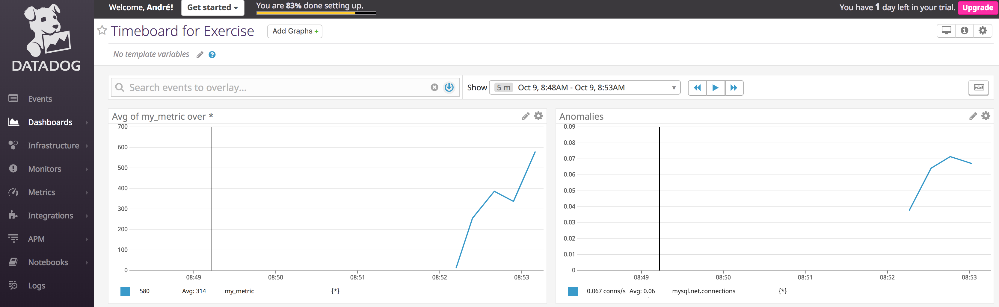 Welcome, André!
Get started
You are 83% done setting up.
You have 1 day left in your trial.
Upgrade
DATADOG
Events
Dashboards
Infrastructure
Monitors
Metrics
Integrations
APM
Notebooks
Logs
Timeboard for Exercise
Add Graphs +
No template variables
Search events to overlay...
Show
5 m Oct 9, 8:48AM - Oct 9, 8:53AM
Avg of my_metric over *
700
600
500
400
300
200
100
0
08:49 08:50 08:51 08:52 08:53
580 Avg: 314 my_metric {*}
Anomalies
0.09
0.08
0.07
0.06
0.05
0.04
0.03
0.02
0.01
0
08:49 08:50 08:51 08:52 08:53
0.067 conns/s Avg: 0.06 mysql.net.connections {*}